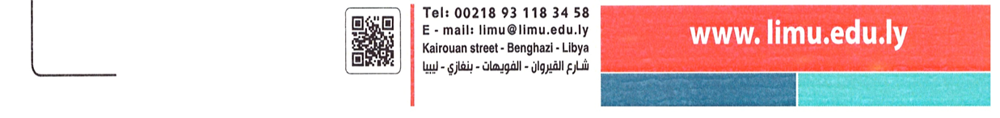 Tel: 00218 93 118 34 58
E - mail: limu@limu.edu.ly
Kairouan street - Benghazi - Libya
شارع القيروان - الفويهات - بنغازي - ليبيا
www. limu.edu.ly